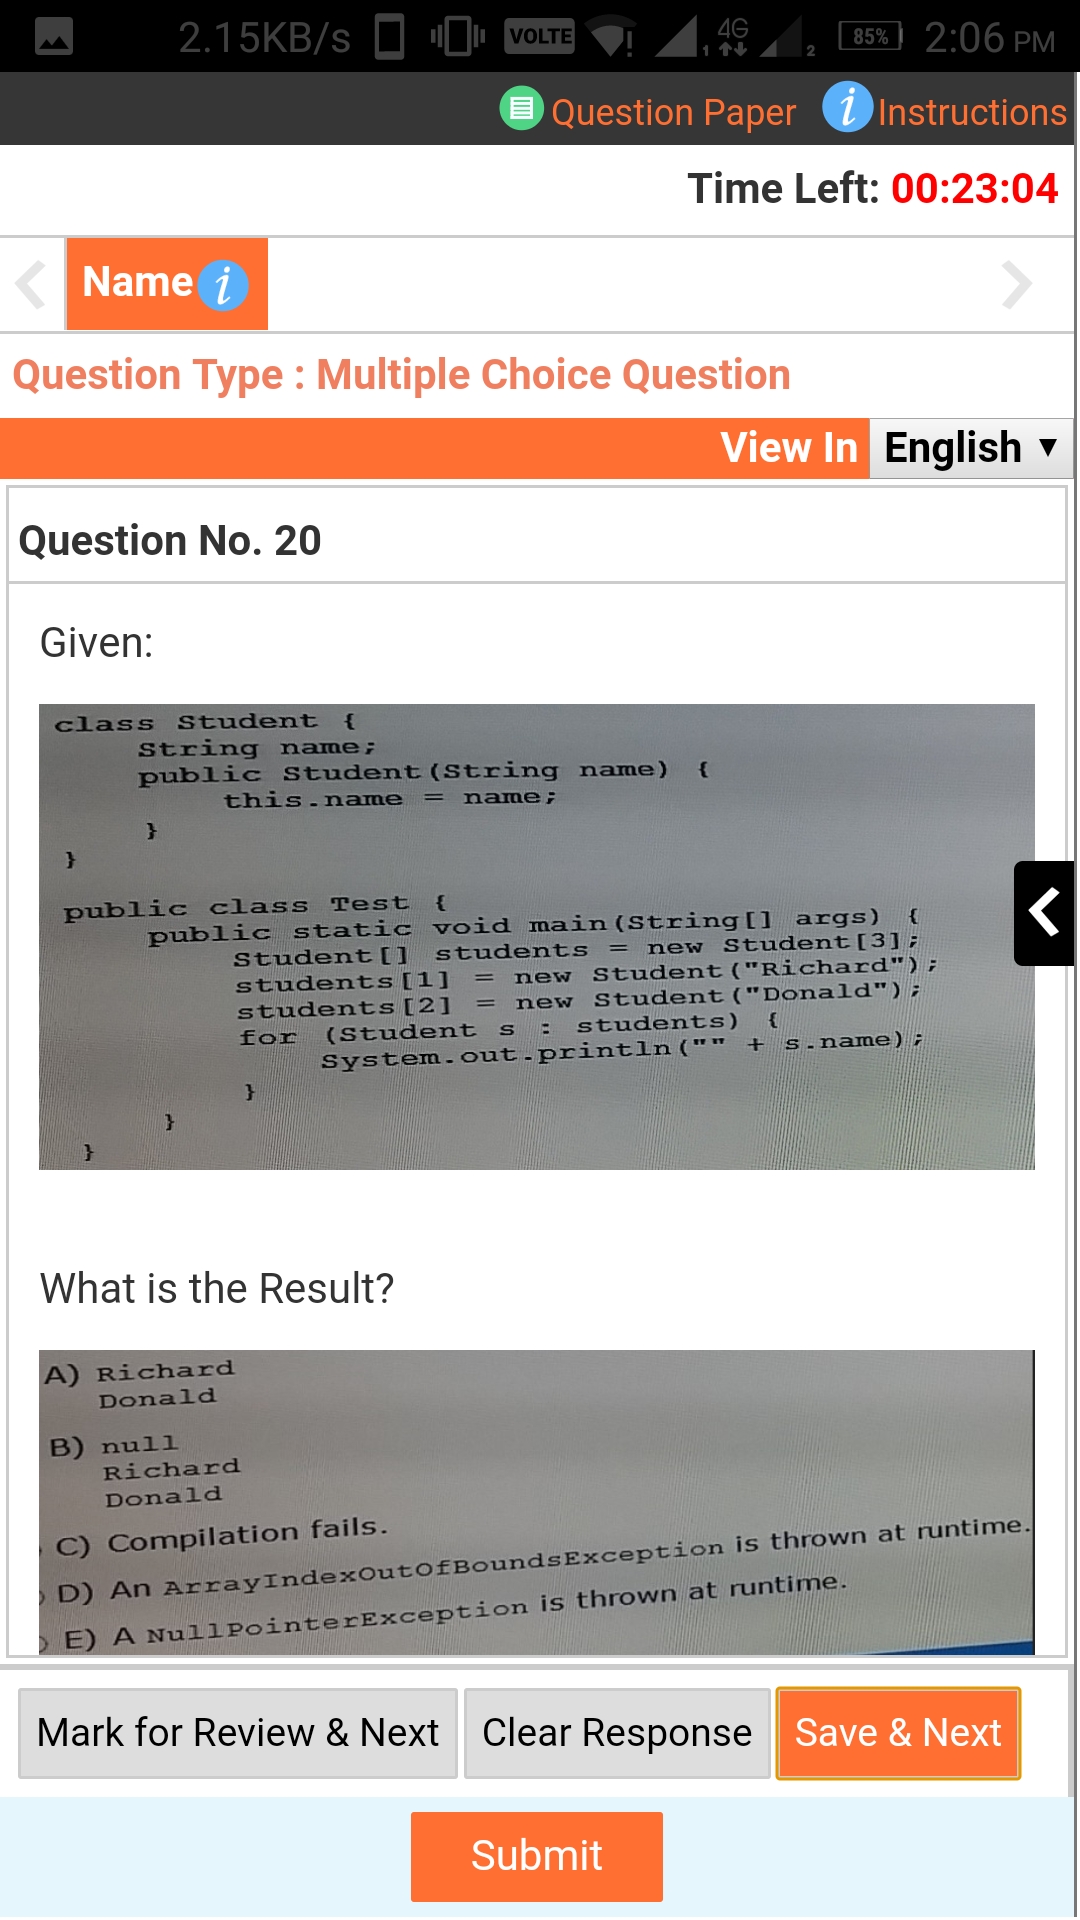 2.15KB/s VOLTE 4G 1 2 85% 2:06 PM
Question Paper i Instructions
Time Left: 00:23:04
Name i
Question Type : Multiple Choice Question
View In English ▼
Question No. 20
Given:
class Student {
String name;
public Student(String name) {
this.name = name;
}
}
public class Test {
public static void main(String[] args) {
Student[] students = new Student[3];
students[1] = new Student("Richard");
students[2] = new Student("Donald");
for (Student s : students) {
System.out.println("" + s.name);
}
}
}
What is the Result?
A) Richard
Donald
B) null
Richard
Donald
C) Compilation fails.
D) An ArrayIndexOutOfBoundsException is thrown at runtime.
E) A NullPointerException is thrown at runtime.
Mark for Review & Next Clear Response Save & Next
Submit